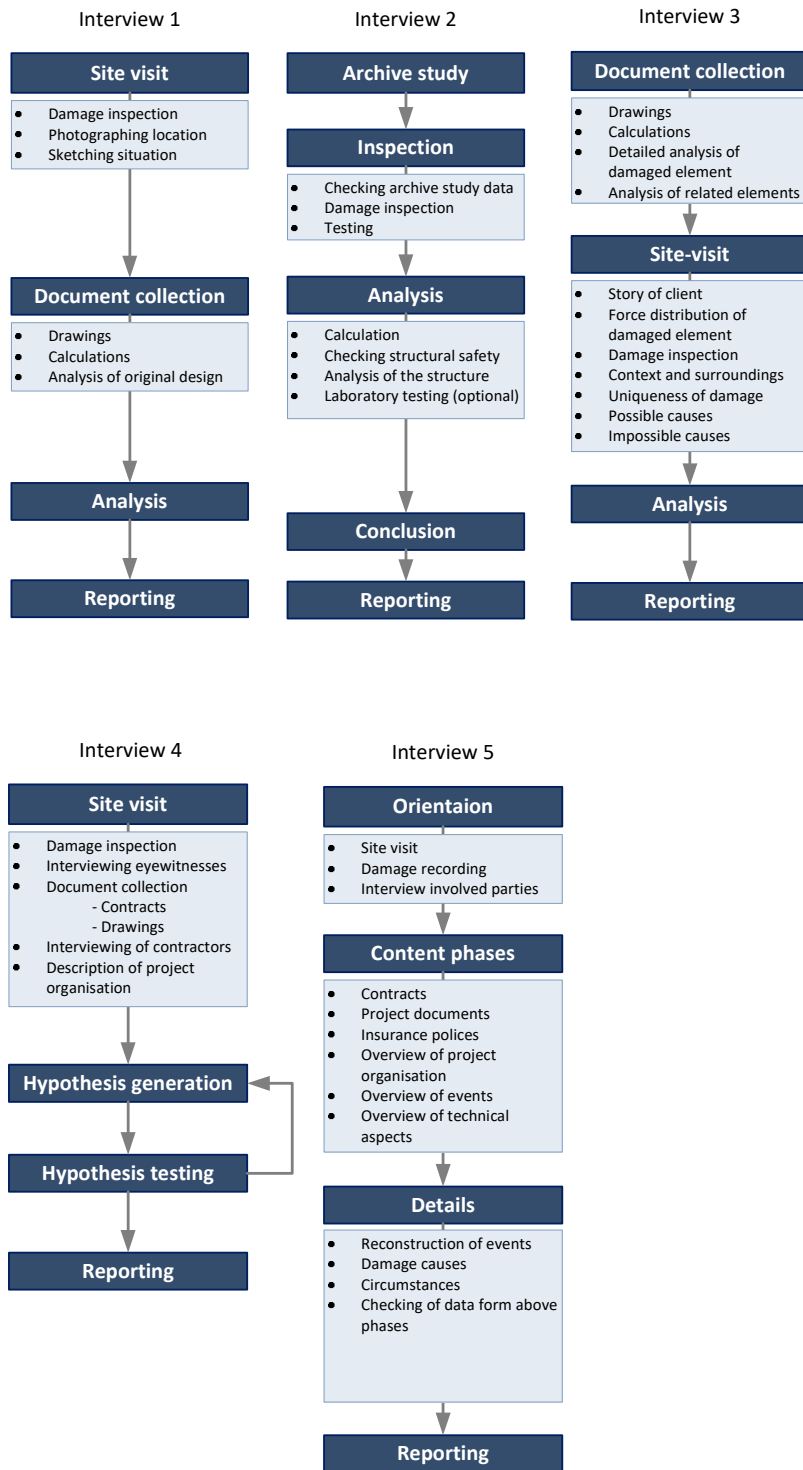 Interview 1
Site visit
• Damage inspection
• Photographing location
• Sketching situation
Document collection
• Drawings
• Calculations
• Analysis of original design
Analysis
Reporting
Interview 2
Archive study
Inspection
• Checking archive study data
• Damage inspection
• Testing
Analysis
• Calculation
• Checking structural safety
• Analysis of the structure
• Laboratory testing (optional)
Conclusion
Reporting
Interview 3
Document collection
• Drawings
• Calculations
• Detailed analysis of
damaged element
• Analysis of related elements
Site-visit
• Story of client
• Force distribution of
damaged element
• Damage inspection
• Context and surroundings
• Uniqueness of damage
• Possible causes
• Impossible causes
Analysis
Reporting
Interview 4
Site visit
• Damage inspection
• Interviewing eyewitnesses
• Document collection
- Contracts
- Drawings
• Interviewing of contractors
• Description of project
organisation
Hypothesis generation
Hypothesis testing
Reporting
Interview 5
Orientaion
• Site visit
• Damage recording
• Interview involved parties
Content phases
• Contracts
• Project documents
• Insurance polices
• Overview of project
organisation
• Overview of events
• Overview of technical
aspects
Details
• Reconstruction of events
• Damage causes
• Circumstances
• Checking of data form above
phases
Reporting